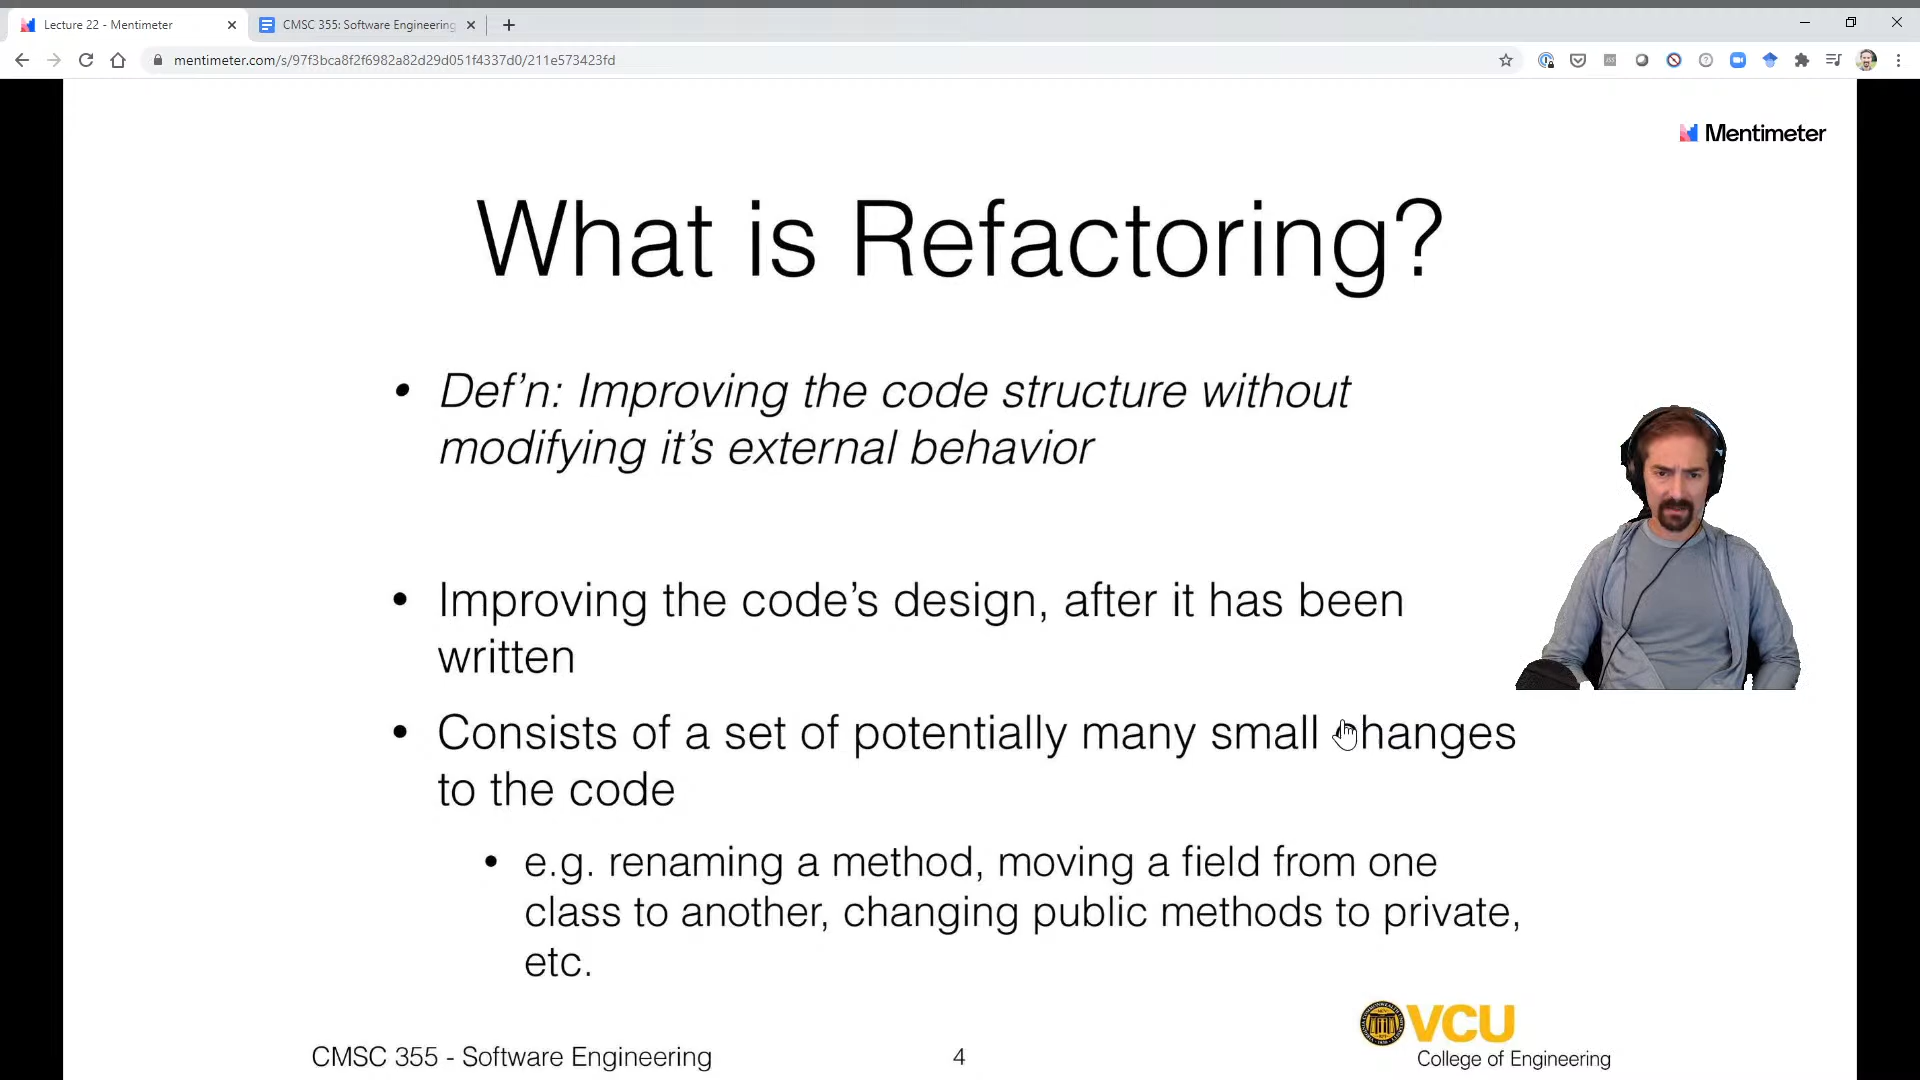 Lecture 22 - Mentimeter
CMSC 355: Software Engineering
mentimeter.com/s/97f3bca8f2f6982a82d29d051f4337d0/211e573423fd
Mentimeter
What is Refactoring?
• Def’n: Improving the code structure without
modifying it’s external behavior
• Improving the code’s design, after it has been
written
• Consists of a set of potentially many small changes
to the code
• e.g. renaming a method, moving a field from one
class to another, changing public methods to private,
etc.
VCU
College of Engineering
CMSC 355 - Software Engineering
4